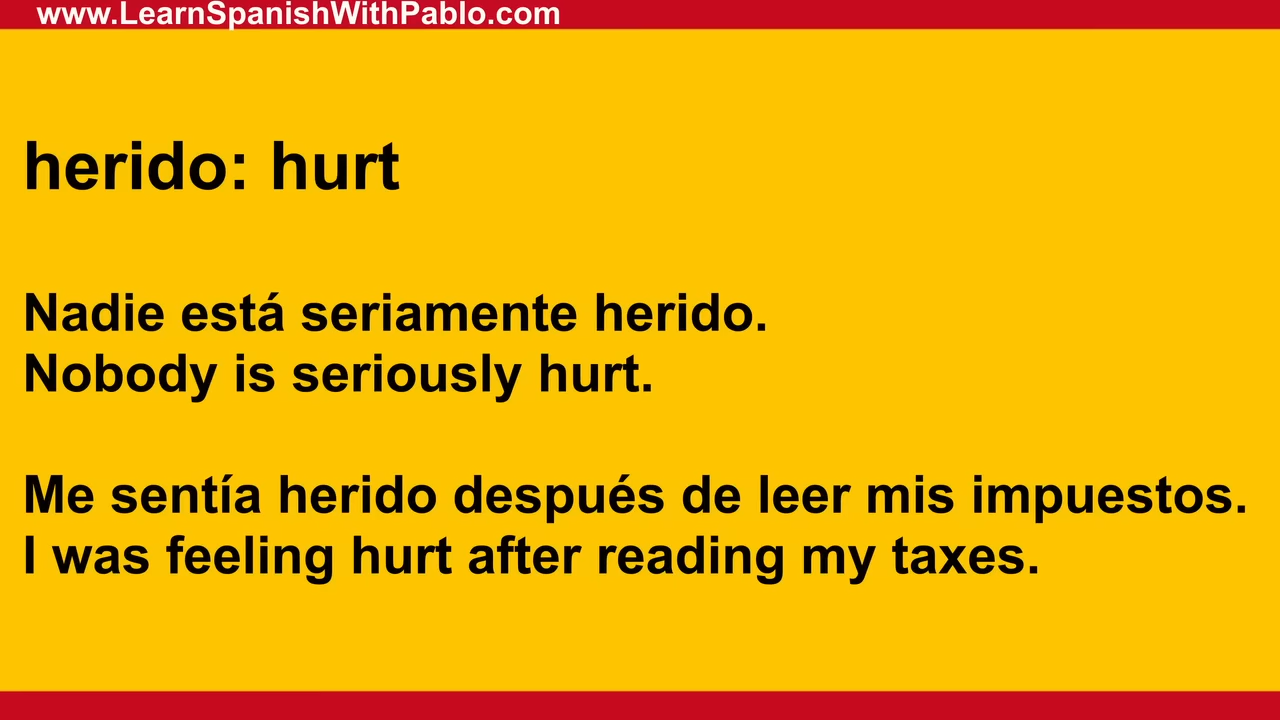 www.LearnSpanishWithPablo.com
herido: hurt
Nadie está seriamente herido.
Nobody is seriously hurt.
Me sentía herido después de leer mis impuestos.
I was feeling hurt after reading my taxes.